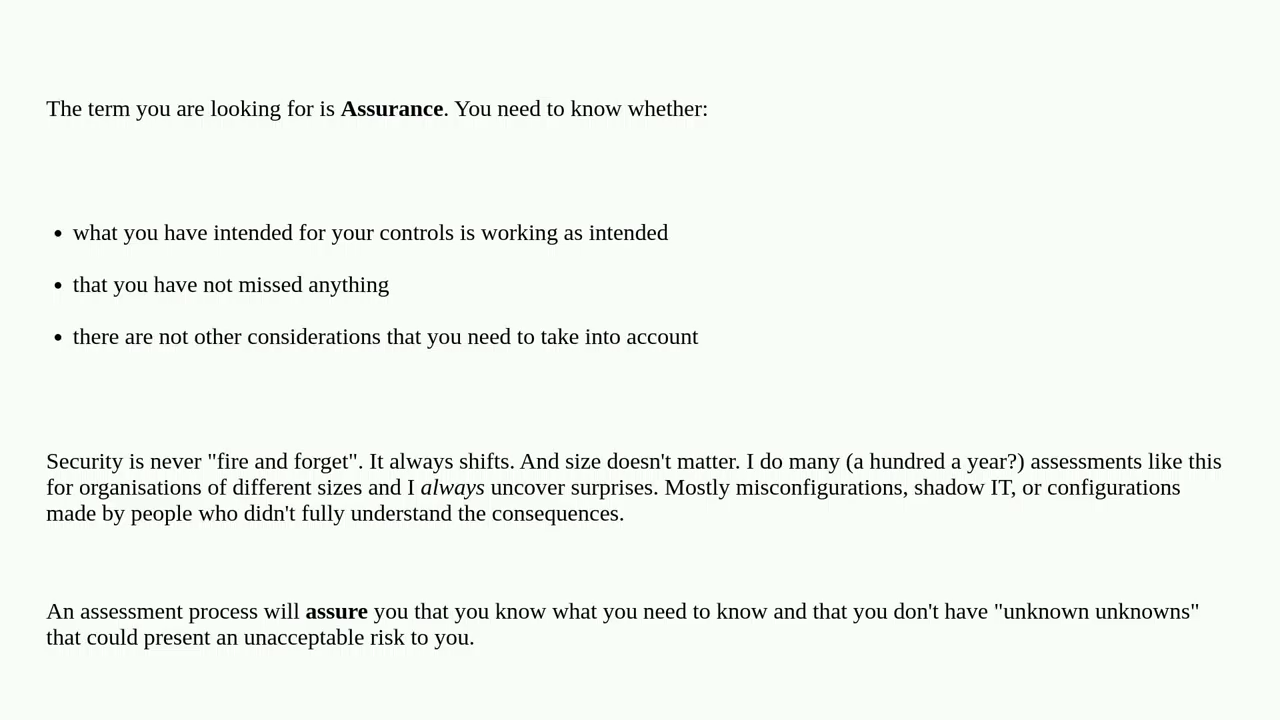 The term you are looking for is Assurance. You need to know whether:
• what you have intended for your controls is working as intended
• that you have not missed anything
• there are not other considerations that you need to take into account
Security is never "fire and forget". It always shifts. And size doesn't matter. I do many (a hundred a year?) assessments like this
for organisations of different sizes and I always uncover surprises. Mostly misconfigurations, shadow IT, or configurations
made by people who didn't fully understand the consequences.
An assessment process will assure you that you know what you need to know and that you don't have "unknown unknowns"
that could present an unacceptable risk to you.